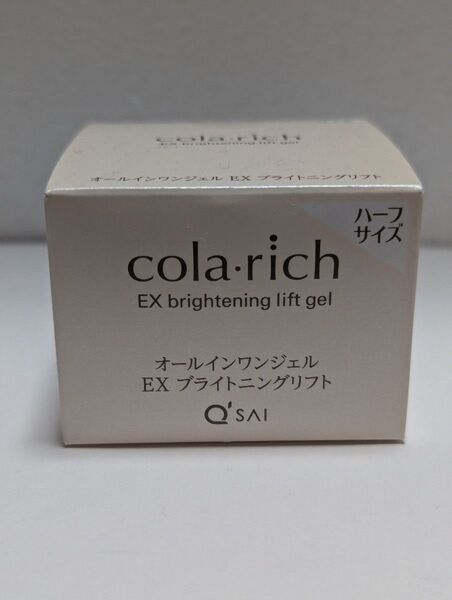 cola·rich
EX brightening lift gel
オールインワンジェル EX ブライトニングリフト
ハーフ
サイズ
cola·rich
EX brightening lift gel
オールインワンジェル
EX ブライトニングリフト
Q'SAI